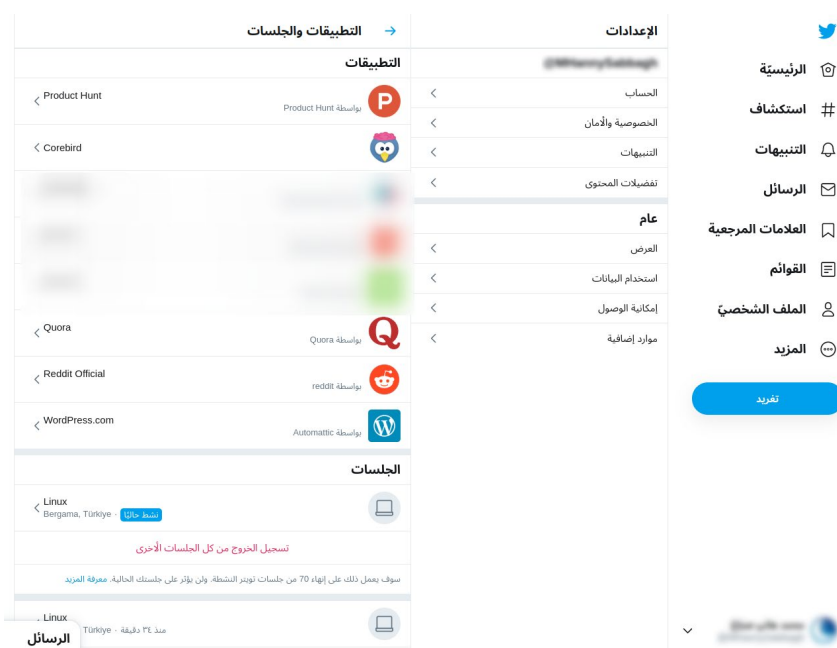 الرئيسيّة
استكشاف
التنبيهات
الرسائل
العلامات المرجعية
القوائم
الملف الشخصيّ
المزيد
تغريد
الإعدادات
الحساب
الخصوصية والأمان
التنبيهات
تفضيلات المحتوى
عام
العرض
استخدام البيانات
إمكانية الوصول
موارد إضافية
التطبيقات والجلسات
التطبيقات
Product Hunt
بواسطة Product Hunt
Corebird
Quora
بواسطة Quora
Reddit Official
بواسطة reddit
WordPress.com
بواسطة Automattic
الجلسات
Linux
Bergama, Türkiye · نشط حاليًا
تسجيل الخروج من كل الجلسات الأخرى
سوف يعمل ذلك على إنهاء 70 من جلسات تويتر النشطة. ولن يؤثر على جلستك الحالية. معرفة المزيد
Linux
Türkiye · منذ ٣٤ دقيقة
الرسائل